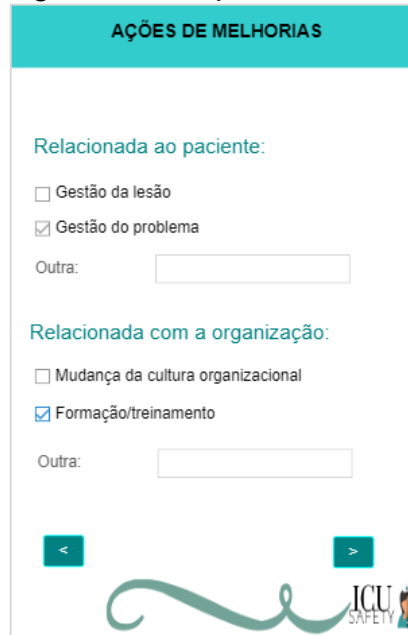 AÇÕES DE MELHORIAS
Relacionada ao paciente:
Gestão da lesão
Gestão do problema
Outra:
Relacionada com a organização:
Mudança da cultura organizacional
Formação/treinamento
Outra:
<
>
ICU
SAFETY